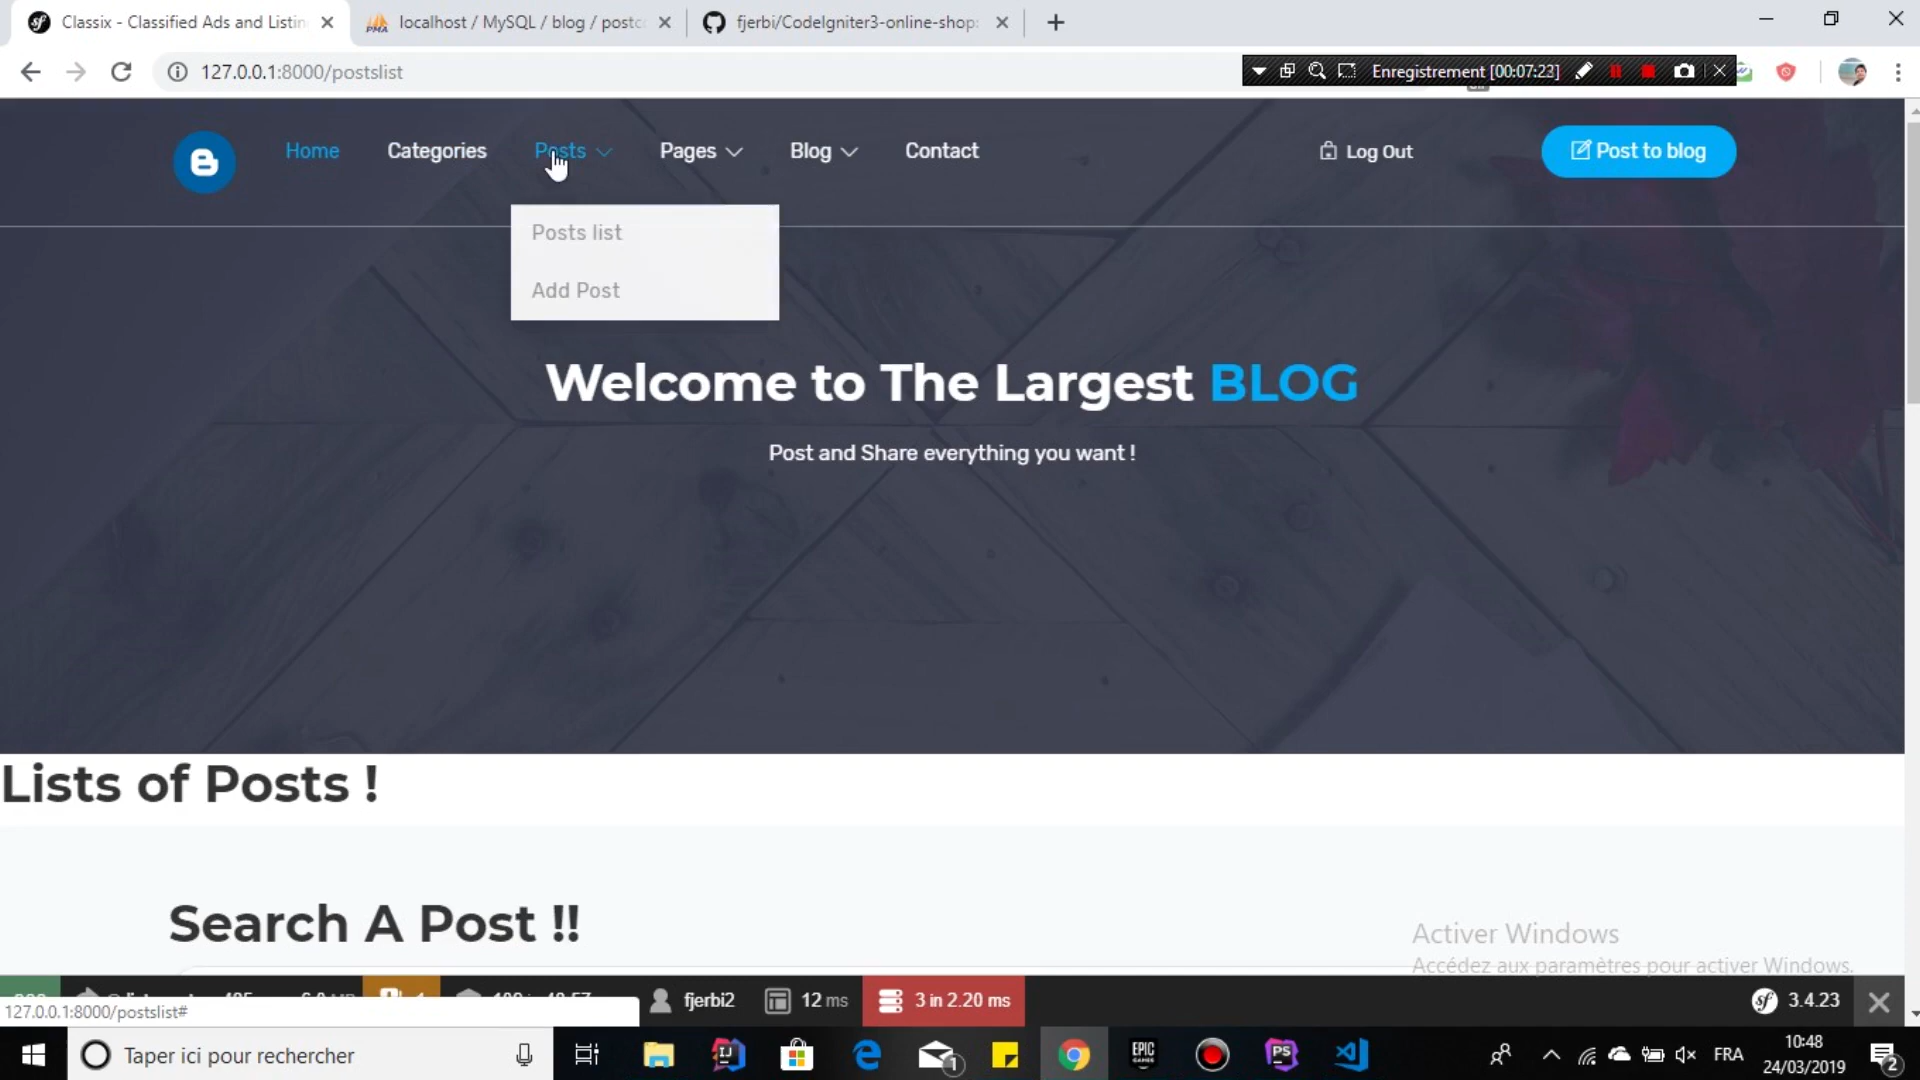 Classix - Classified Ads and Listin
localhost / MySQL / blog / postc
fjerbi/CodeIgniter3-online-shop
127.0.0.1:8000/postslist
Enregistrement [00:07:23]
Home
Categories
Posts
Pages
Blog
Contact
Log Out
Post to blog
Posts list
Add Post
Welcome to The Largest BLOG
Post and Share everything you want !
Lists of Posts !
Search A Post !!
Activer Windows
Accédez aux paramètres pour activer Windows.
127.0.0.1:8000/postslist#
fjerbi2
12 ms
3 in 2.20 ms
3.4.23
Taper ici pour rechercher
EPIC GAMES
FRA
10:48
24/03/2019